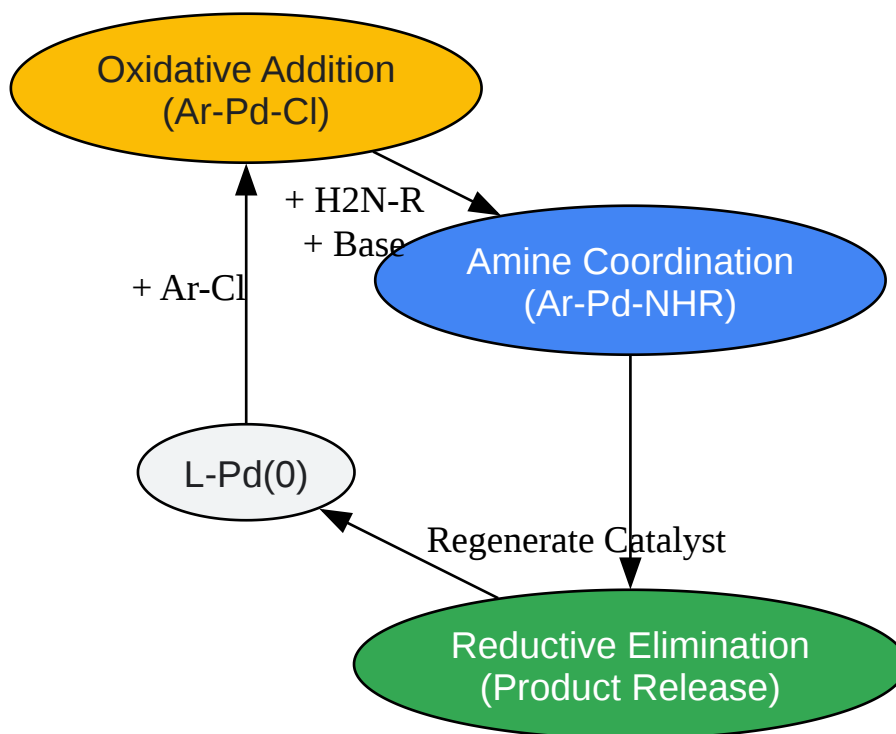 Oxidative Addition
(Ar-Pd-Cl)
+ H2N-R
+ Base
Amine Coordination
(Ar-Pd-NHR)
+ Ar-Cl
L-Pd(0)
Regenerate Catalyst
Reductive Elimination
(Product Release)